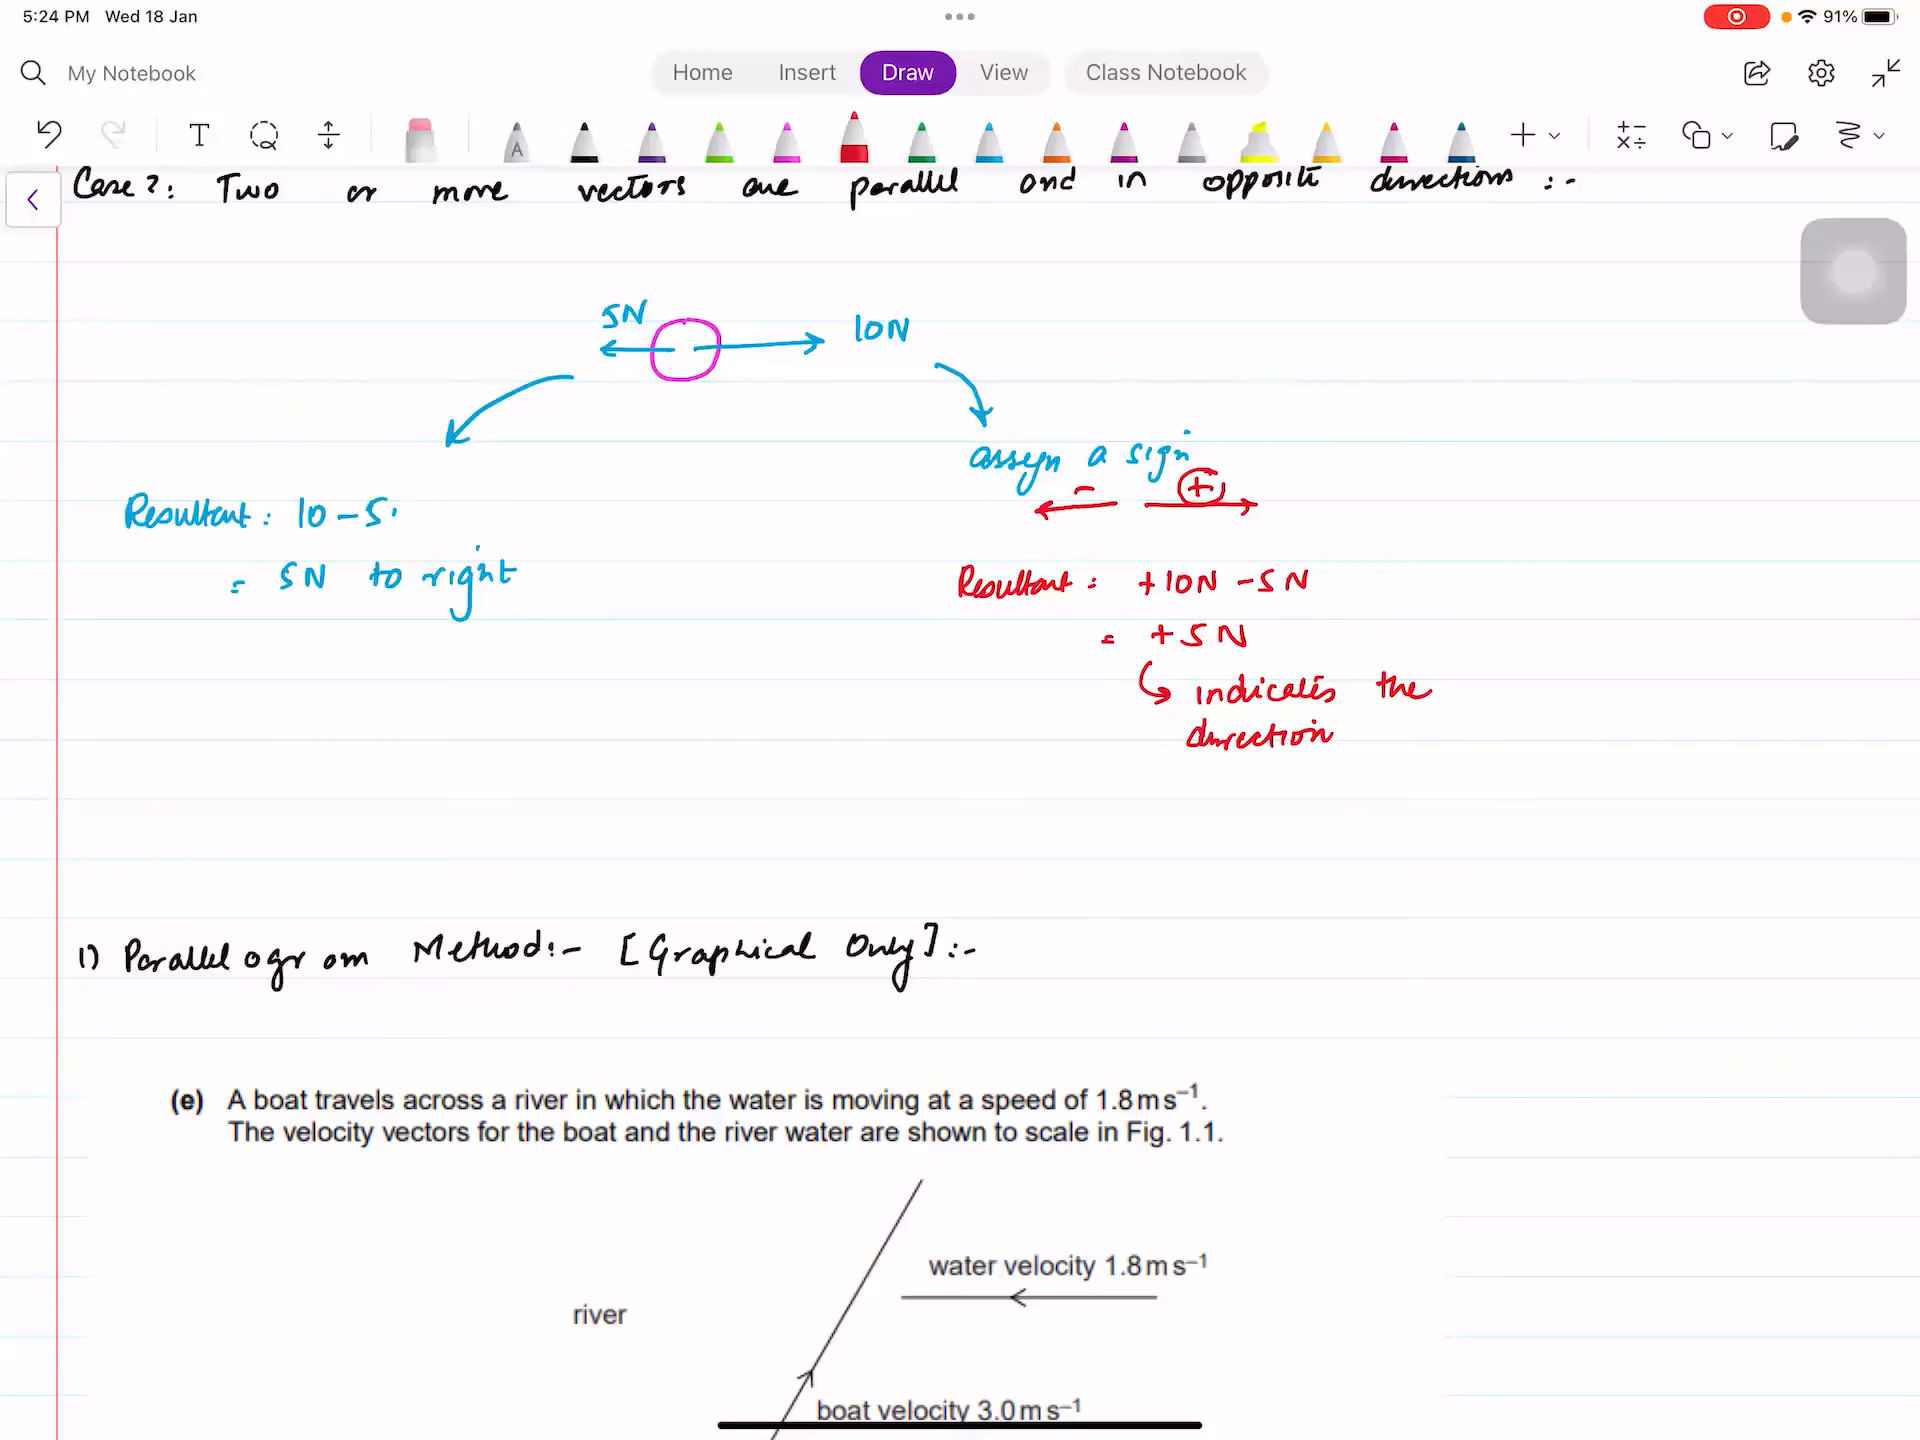 5:24 PM Wed 18 Jan
91%
My Notebook
Home Insert Draw View Class Notebook
T A
Case 2: Two or more vectors are parallel and in opposite directions :-
5N
10N
assign a sign
- +
Resultant: 10-5
= 5N to right
Resultant = +10N -5N
= +5N
indicates the
direction
1) Parallelogram Method:- [Graphical Only]:-
(e) A boat travels across a river in which the water is moving at a speed of 1.8 m s⁻¹.
The velocity vectors for the boat and the river water are shown to scale in Fig. 1.1.
water velocity 1.8 m s⁻¹
river
boat velocity 3.0 m s⁻¹